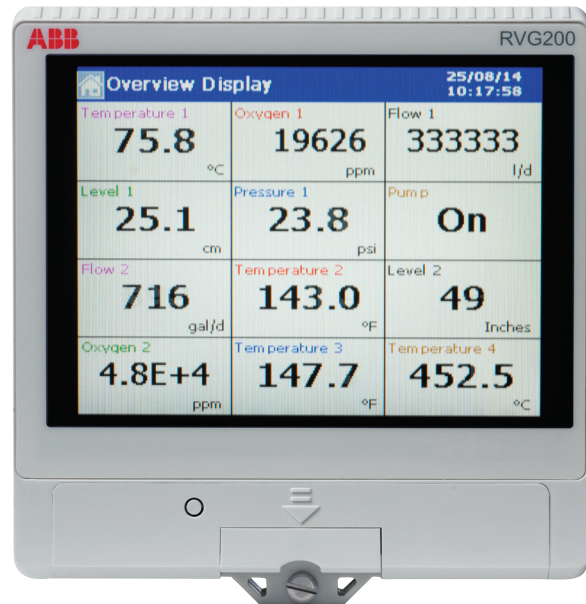 ABB
RVG200
Overview Display
25/08/14
10:17:58
Temperature 1
75.8
°C
Oxygen 1
19626
ppm
Flow 1
333333
l/d
Level 1
25.1
cm
Pressure 1
23.8
psi
Pump
On
Flow 2
716
gal/d
Temperature 2
143.0
°F
Level 2
49
Inches
Oxygen 2
4.8E+4
ppm
Temperature 3
147.7
°F
Temperature 4
452.5
°C